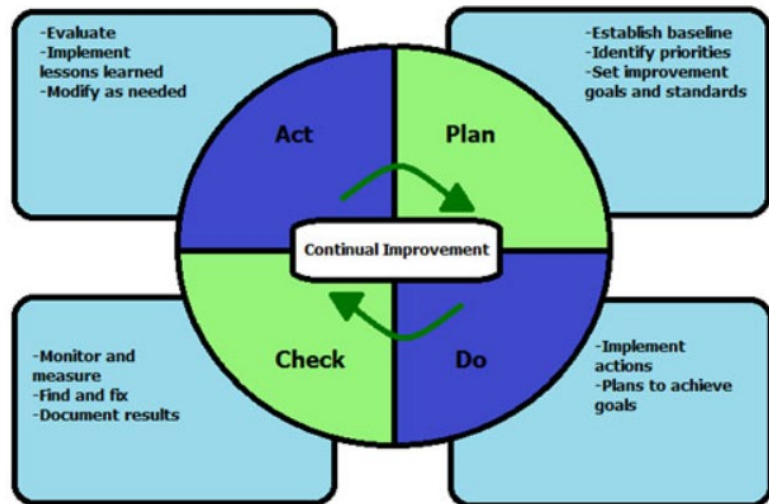 -Evaluate
-Implement
lessons learned
-Modify as needed
-Establish baseline
-Identify priorities
-Set improvement
goals and standards
Act
Plan
Continual Improvement
Check
Do
-Monitor and
measure
-Find and fix
-Document results
-Implement
actions
-Plans to achieve
goals